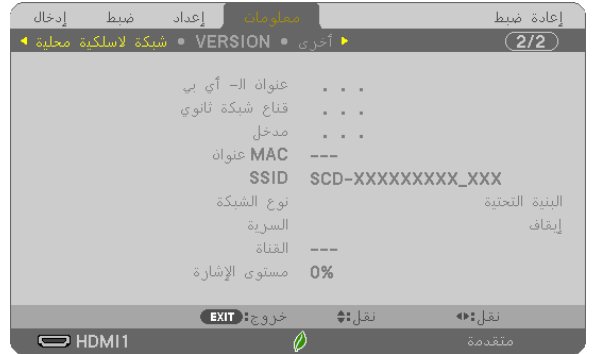 إدخال ضبط إعداد معلومات إعادة ضبط
شبكة لاسلكية محلية • VERSION • أخرى (2/2)
عنوان الـ- أي بي . . .
قناع شبكة ثانوي . . .
مدخل . . .
عنوان MAC ---
SSID SCD-XXXXXXXXX_XXX
نوع الشبكة البنية التحتية
السرية إيقاف
القناة ---
مستوى الإشارة 0%
EXIT:خروج نقل: نقل:
HDMI1 متقدمة